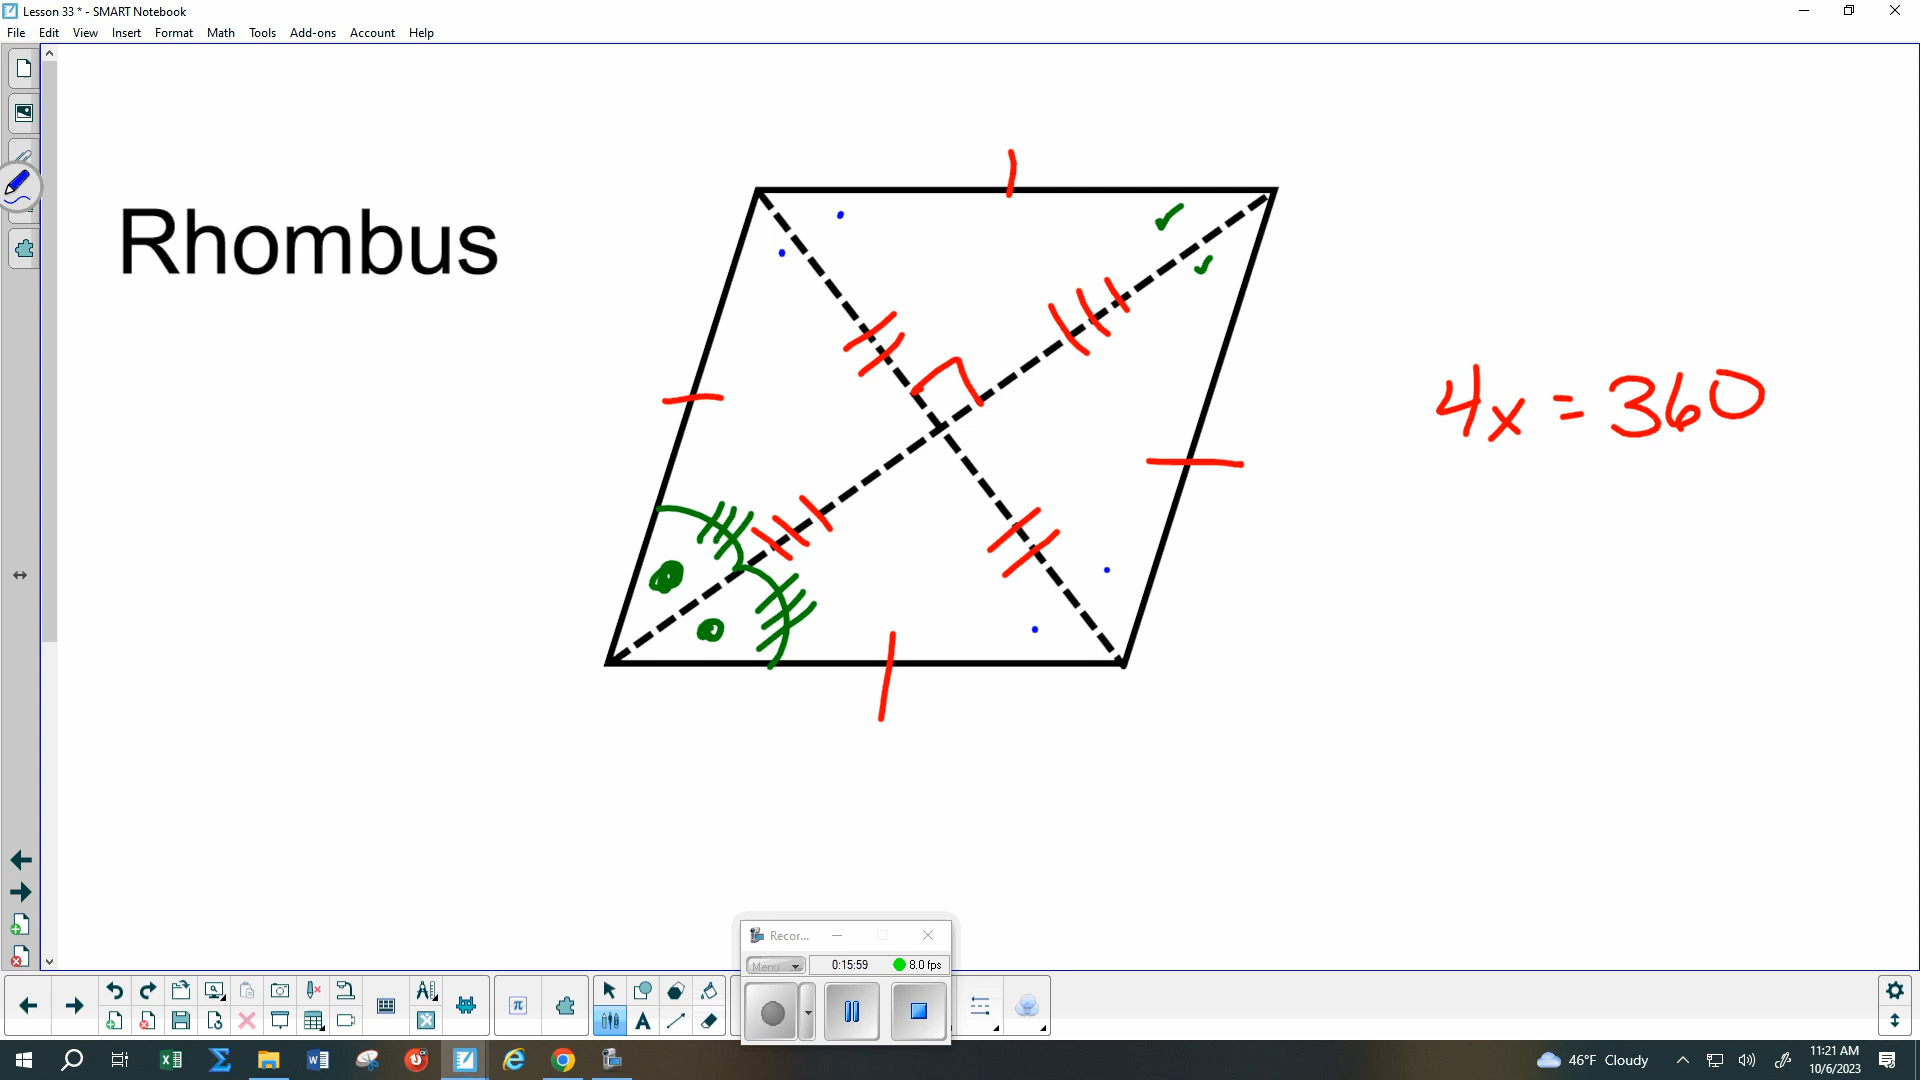 Lesson 33 * - SMART Notebook
File Edit View Insert Format Math Tools Add-ons Account Help
Rhombus
4x = 360
Recor...
Menu 0:15:59 8.0 fps
π
A
46°F Cloudy
11:21 AM
10/6/2023